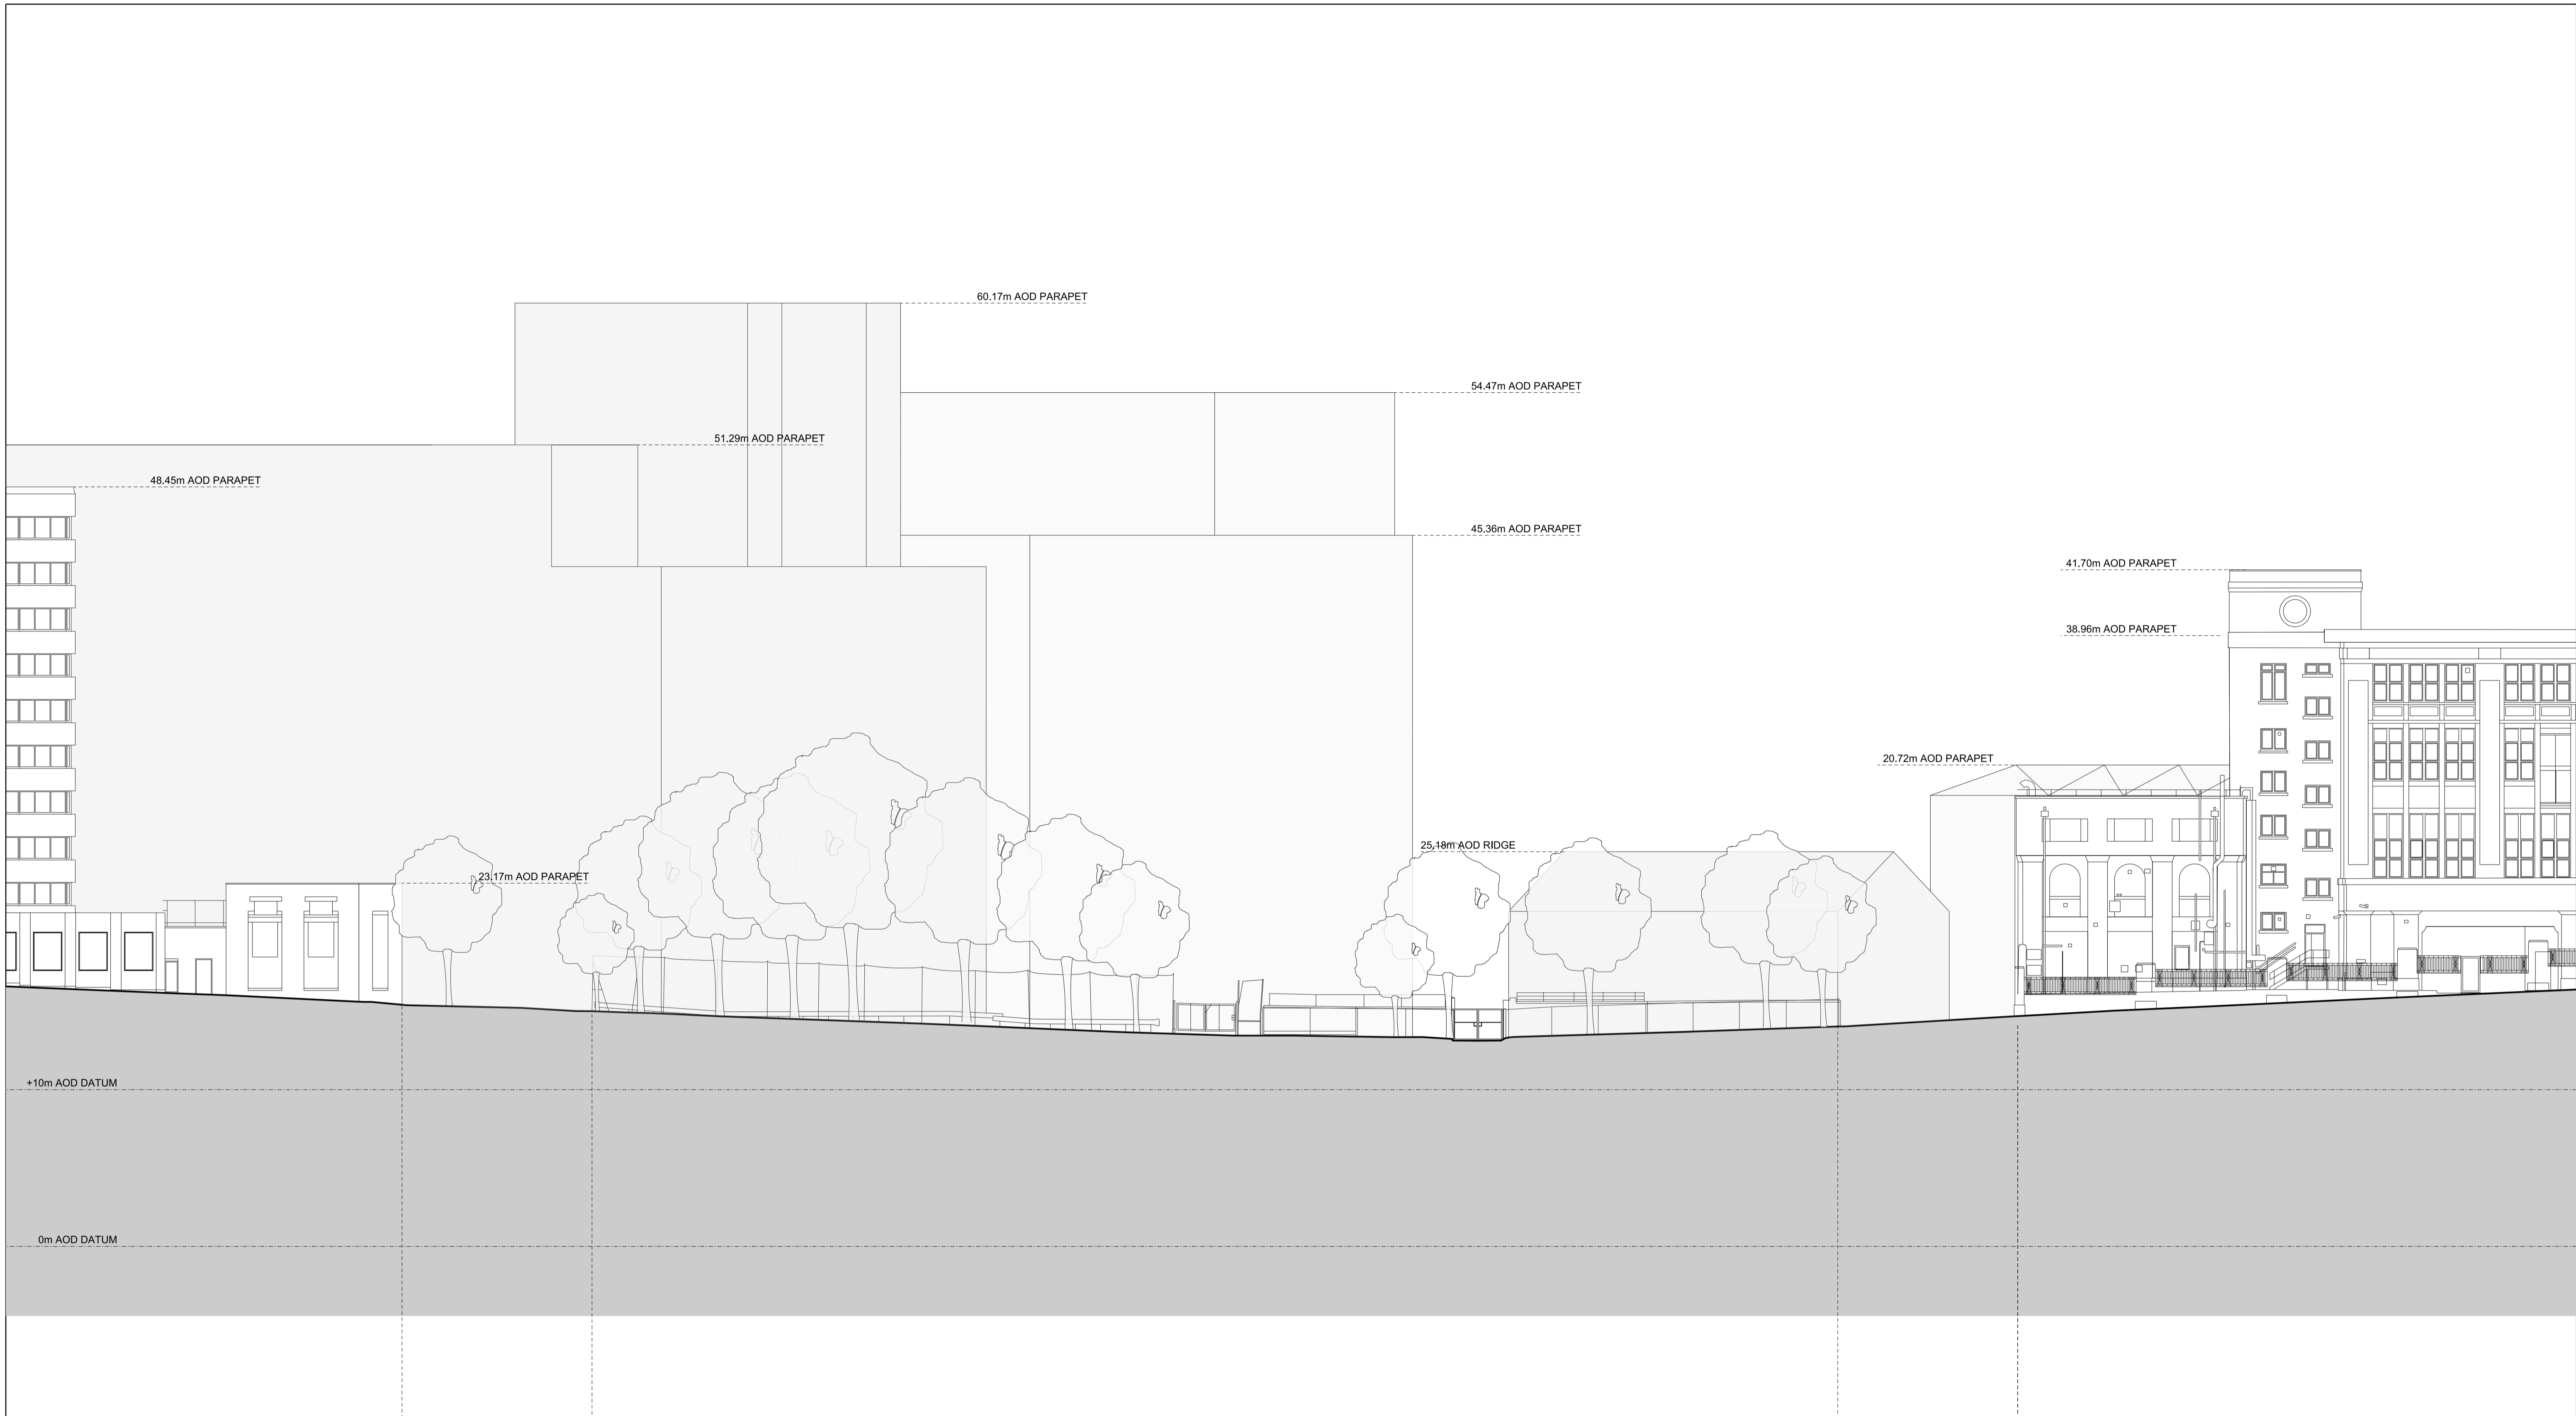 60.17m AOD PARAPET
54.47m AOD PARAPET
51.29m AOD PARAPET
48.45m AOD PARAPET
45.36m AOD PARAPET
41.70m AOD PARAPET
38.96m AOD PARAPET
20.72m AOD PARAPET
25.18m AOD RIDGE
23.17m AOD PARAPET
+10m AOD DATUM
0m AOD DATUM